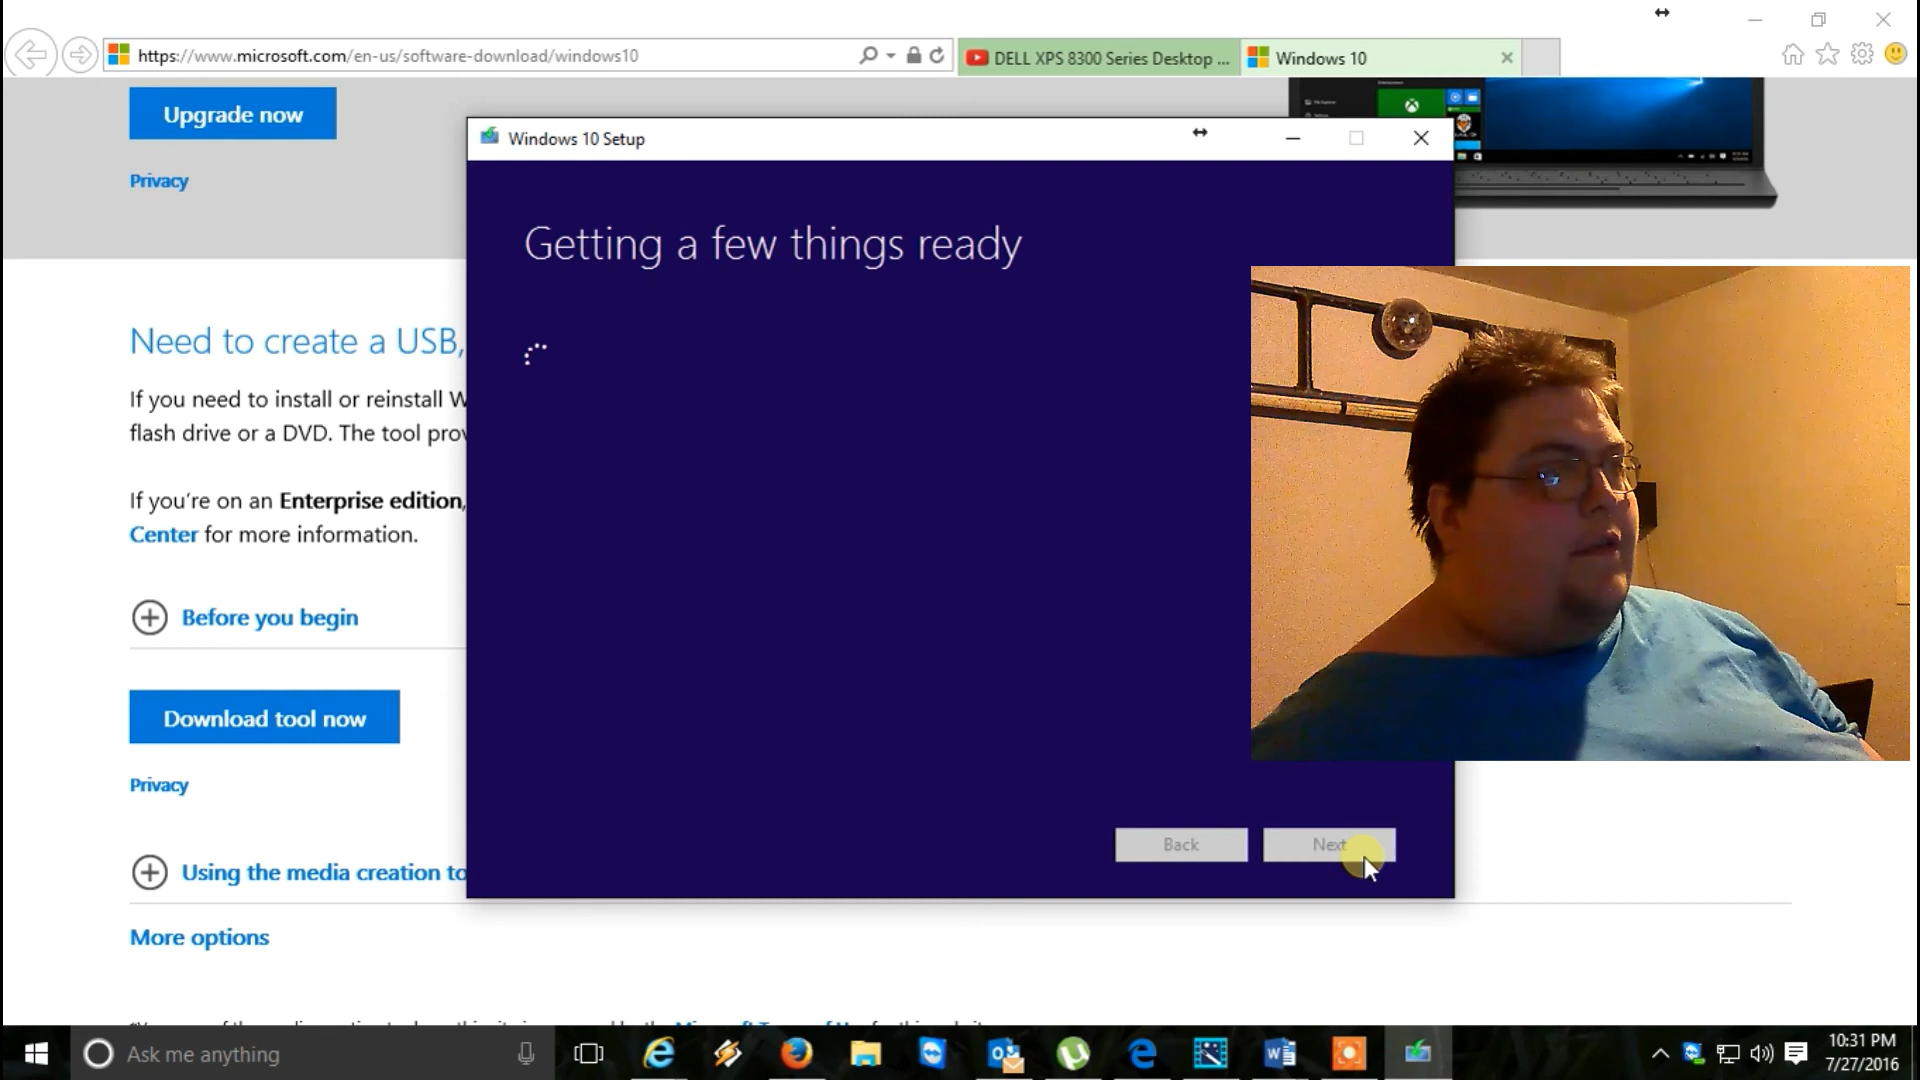 https://www.microsoft.com/en-us/software-download/windows10
DELL XPS 8300 Series Desktop ...
Windows 10
Upgrade now
Privacy
Windows 10 Setup
Getting a few things ready
Need to create a USB,
If you need to install or reinstall W
flash drive or a DVD. The tool prov
If you're on an Enterprise edition,
Center for more information.
Before you begin
Download tool now
Privacy
Back
Next
Using the media creation to
More options
Ask me anything
10:31 PM
7/27/2016